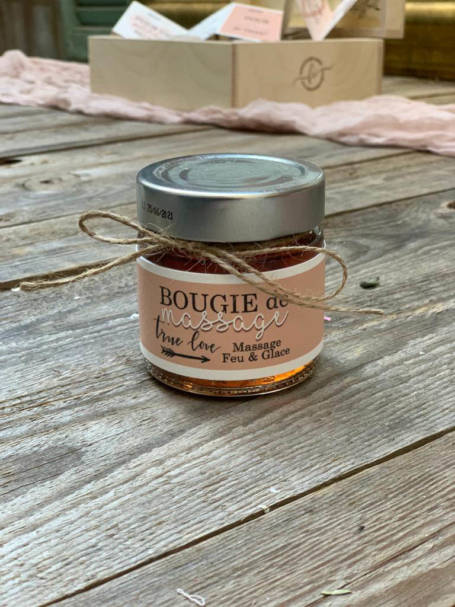 BOUGIE de
massage
true love
Massage
Feu & Glace